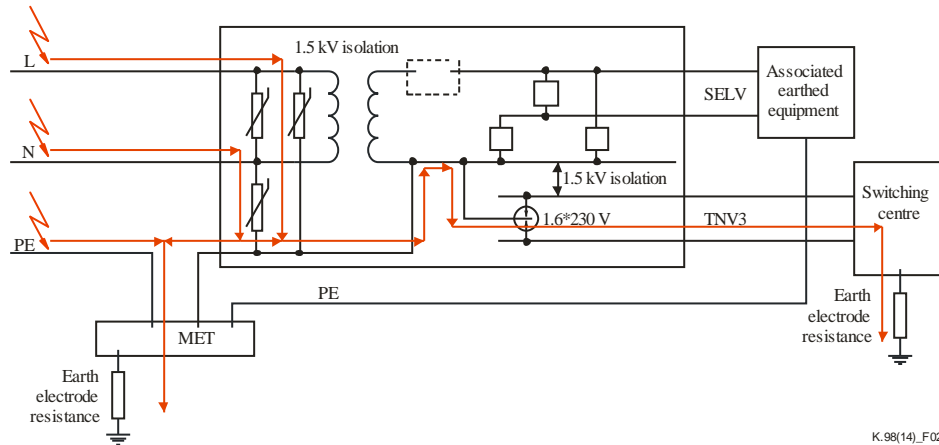 1.5 kV isolation
L
Associated
earthed
equipment
SELV
N
1.5 kV isolation
Switching
centre
1.6*230 V
TNV3
PE
PE
Earth
electrode
resistance
MET
Earth
electrode
resistance
K.98(14)_F02